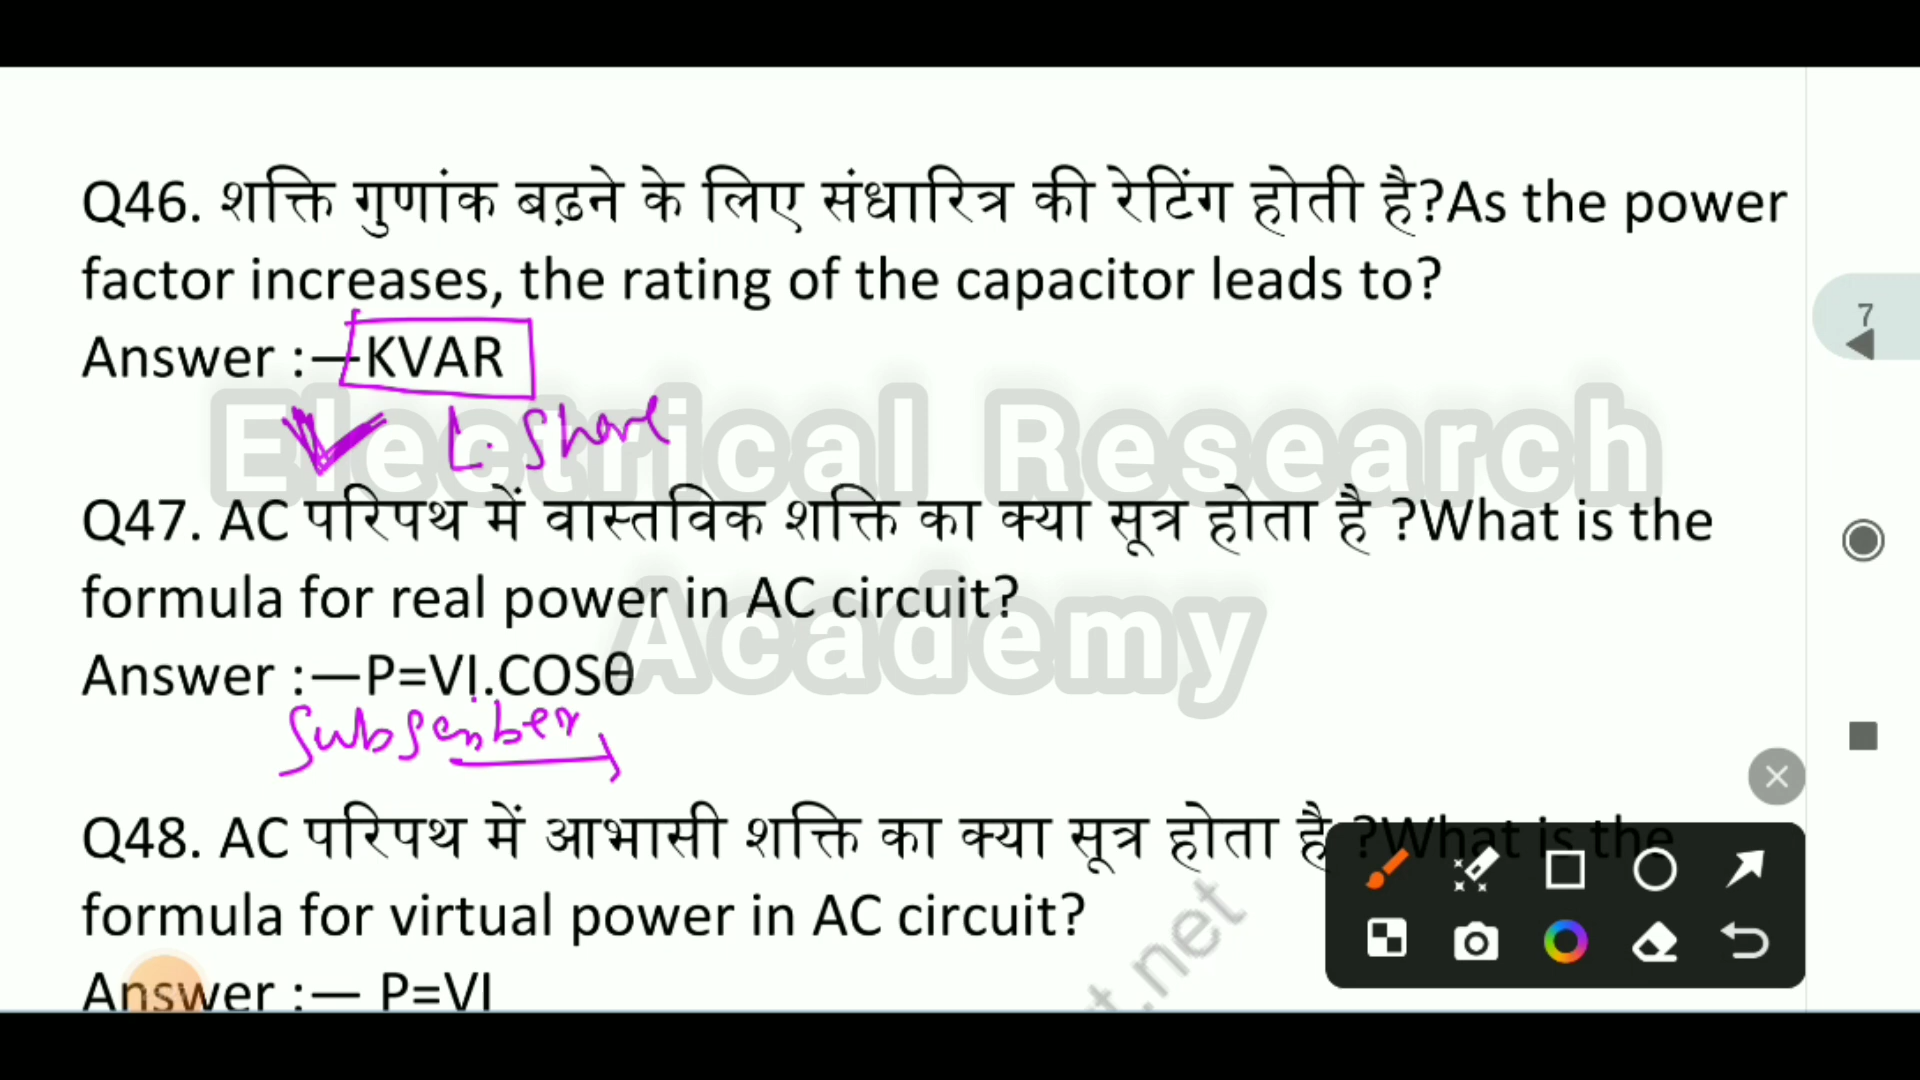 Q46. शक्ति गुणांक बढ़ने के लिए संधारित्र की रेटिंग होती है?As the power
factor increases, the rating of the capacitor leads to?
Answer :—KVAR
L. Share
Q47. AC परिपथ में वास्तविक शक्ति का क्या सूत्र होता है ?What is the
formula for real power in AC circuit?
Answer :—P=VI.COSθ
Subscriber
Q48. AC परिपथ में आभासी शक्ति का क्या सूत्र होता है ?What is the
formula for virtual power in AC circuit?
Answer :— P=VI
Electrical Research
Academy
.net
7